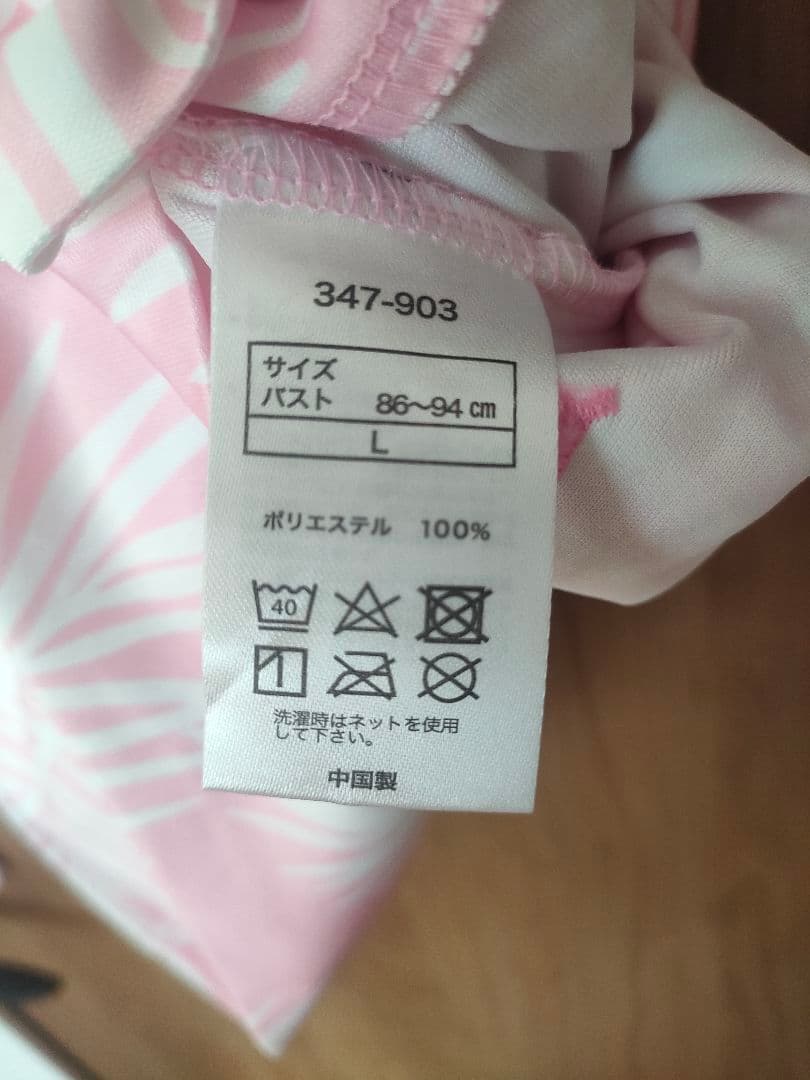 347-903
サイズ
バスト 86〜94㎝
L
ポリエステル 100%
40
洗濯時はネットを使用
して下さい。
中国製